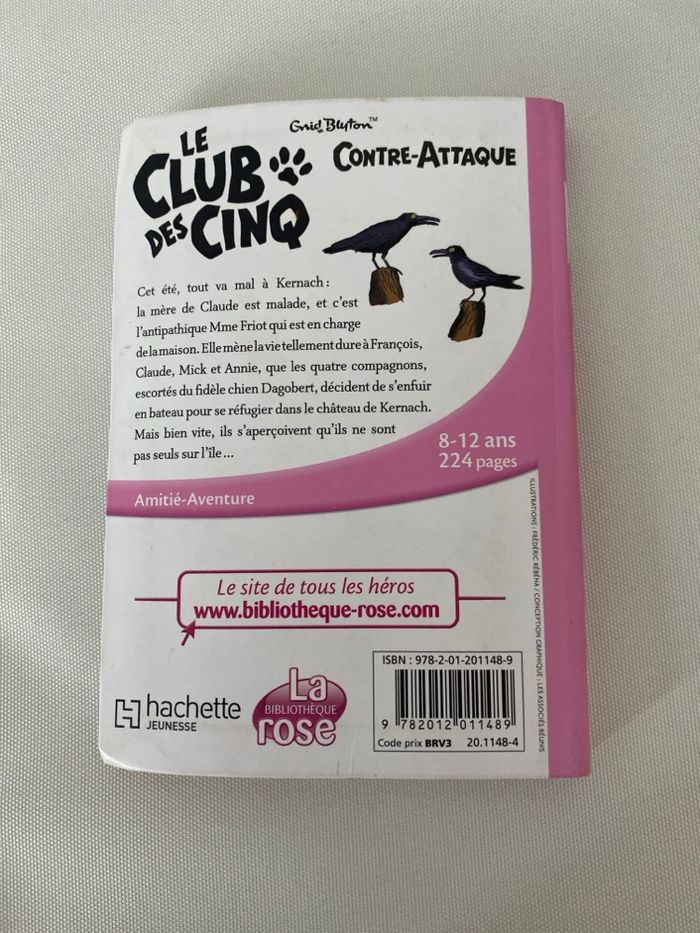 Enid Blyton™
LE
CLUB
DES CINQ
CONTRE-ATTAQUE
Cet été, tout va mal à Kernach :
la mère de Claude est malade, et c'est
l'antipathique Mme Friot qui est en charge
de la maison. Elle mène la vie tellement dure à François,
Claude, Mick et Annie, que les quatre compagnons,
escortés du fidèle chien Dagobert, décident de s'enfuir
en bateau pour se réfugier dans le château de Kernach.
Mais bien vite, ils s'aperçoivent qu'ils ne sont
pas seuls sur l'île...
8-12 ans
224 pages
Amitié-Aventure
ILLUSTRATIONS : FRÉDÉRIC RÉBÉNA / CONCEPTION GRAPHIQUE : LES ASSOCIÉS RÉUNIS
Le site de tous les héros
www.bibliotheque-rose.com
hachette
JEUNESSE
La
BIBLIOTHÈQUE
rose
ISBN : 978-2-01-201148-9
9 782012 011489
Code prix BRV3 20.1148-4